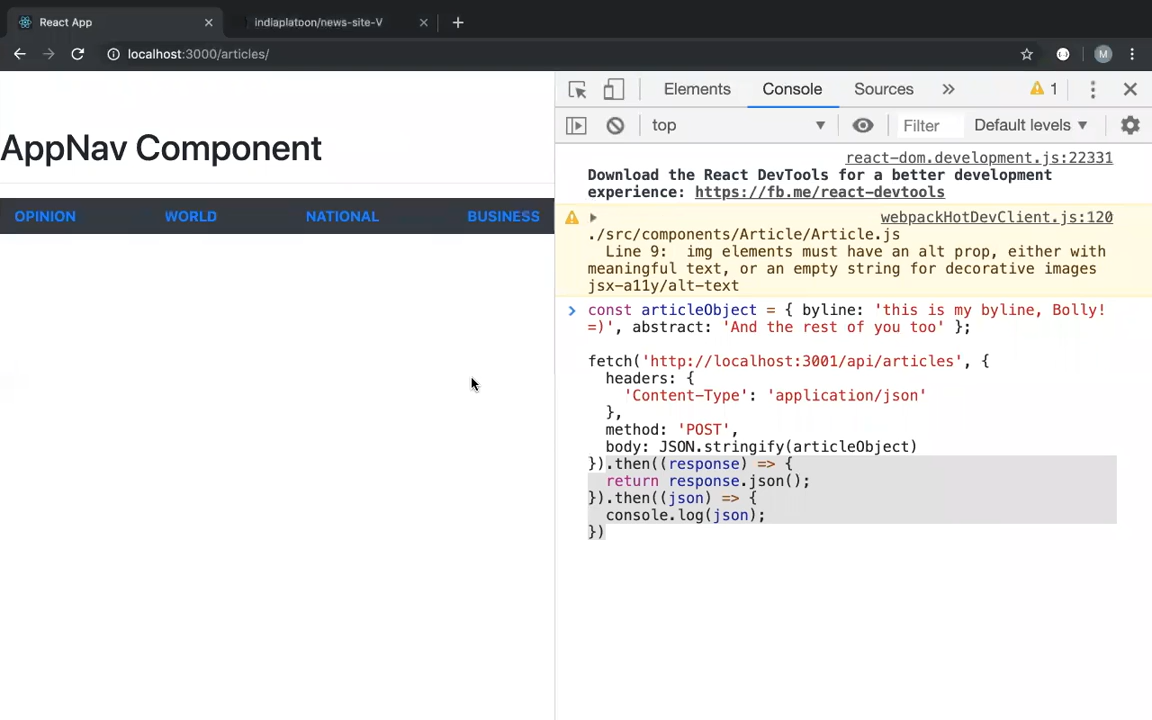 React App
indiaplatoon/news-site-V
localhost:3000/articles/
M
AppNav Component
OPINION WORLD NATIONAL BUSINESS
Elements Console Sources » 1
top Filter Default levels
react-dom.development.js:22331
Download the React DevTools for a better development
experience: https://fb.me/react-devtools
webpackHotDevClient.js:120
./src/components/Article/Article.js
Line 9: img elements must have an alt prop, either with
meaningful text, or an empty string for decorative images
jsx-a11y/alt-text
const articleObject = { byline: 'this is my byline, Bolly!
=)', abstract: 'And the rest of you too' };
fetch('http://localhost:3001/api/articles', {
headers: {
'Content-Type': 'application/json'
},
method: 'POST',
body: JSON.stringify(articleObject)
}).then((response) => {
return response.json();
}).then((json) => {
console.log(json);
})